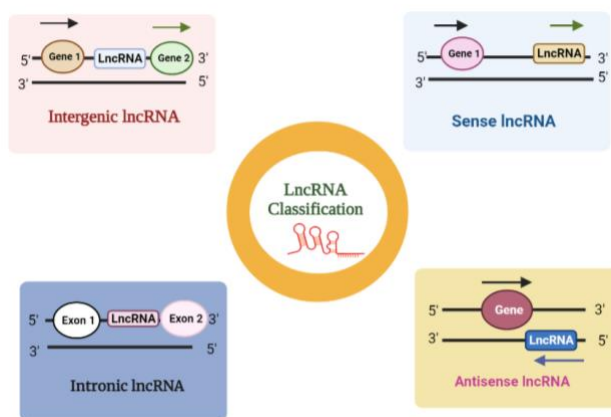 Gene 1 LncRNA Gene 2
5' 3'
3' 5'
Intergenic lncRNA
Gene 1 LncRNA
5' 3'
3' 5'
Sense lncRNA
LncRNA
Classification
Exon 1 LncRNA Exon 2
5' 3'
3' 5'
Intronic lncRNA
Gene
5' 3'
3' LncRNA 5'
Antisense lncRNA